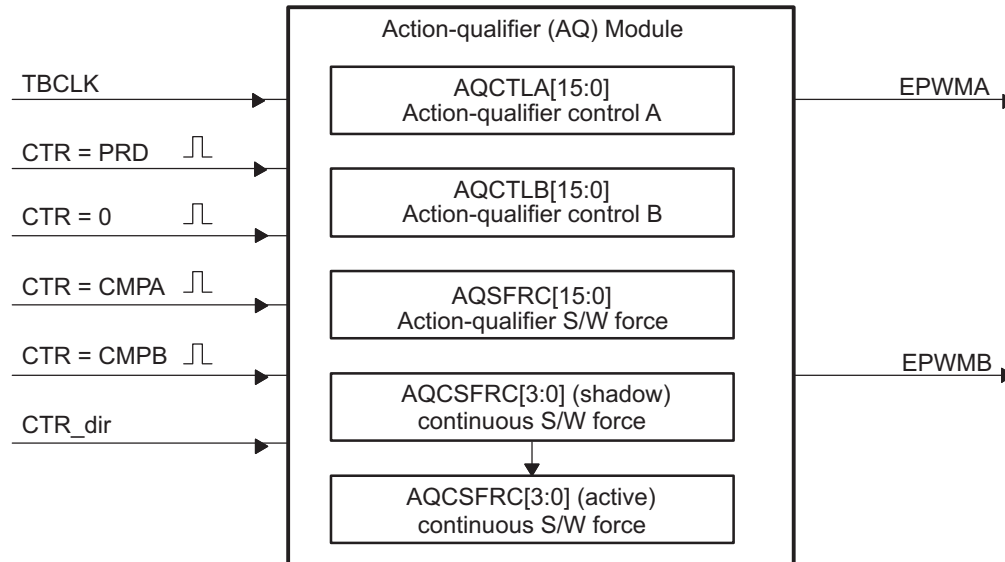 Action-qualifier (AQ) Module
TBCLK
CTR = PRD
CTR = 0
CTR = CMPA
CTR = CMPB
CTR_dir
AQCTLA[15:0]
Action-qualifier control A
AQCTLB[15:0]
Action-qualifier control B
AQSFRC[15:0]
Action-qualifier S/W force
AQCSFRC[3:0] (shadow)
continuous S/W force
AQCSFRC[3:0] (active)
continuous S/W force
EPWMA
EPWMB